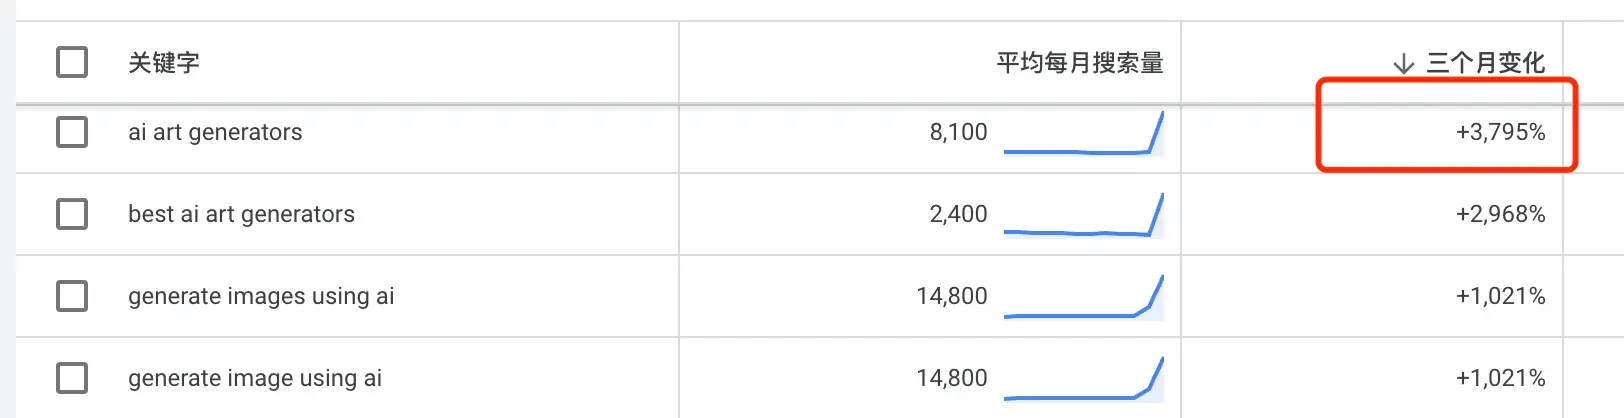 关键字 平均每月搜索量 ↓ 三个月变化
ai art generators 8,100 +3,795%
best ai art generators 2,400 +2,968%
generate images using ai 14,800 +1,021%
generate image using ai 14,800 +1,021%